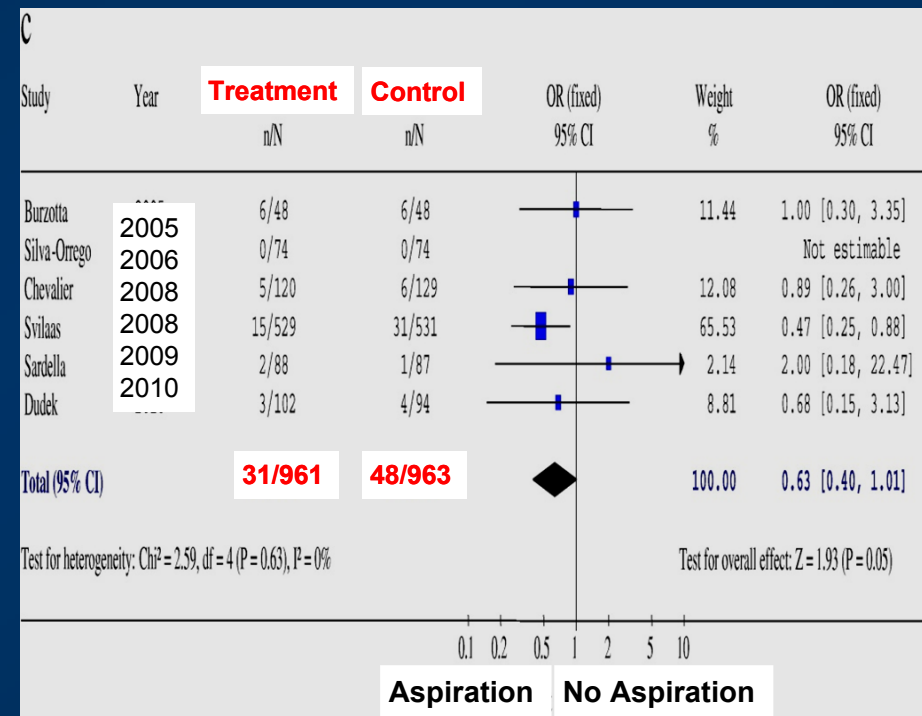 C
Study Year Treatment Control OR (fixed) Weight OR (fixed)
n/N n/N 95% CI % 95% CI
Burzotta 2005 6/48 6/48 11.44 1.00 [0.30, 3.35]
Silva-Orrego 2006 0/74 0/74 Not estimable
Chevalier 2008 5/120 6/129 12.08 0.89 [0.26, 3.00]
Svilaas 2008 15/529 31/531 65.53 0.47 [0.25, 0.88]
Sardella 2009 2/88 1/87 2.14 2.00 [0.18, 22.47]
Dudek 2010 3/102 4/94 8.81 0.68 [0.15, 3.13]
Total (95% CI) 31/961 48/963 100.00 0.63 [0.40, 1.01]
Test for heterogeneity: Chi² = 2.59, df = 4 (P = 0.63), I² = 0% Test for overall effect: Z = 1.93 (P = 0.05)
0.1 0.2 0.5 1 2 5 10
Aspiration No Aspiration